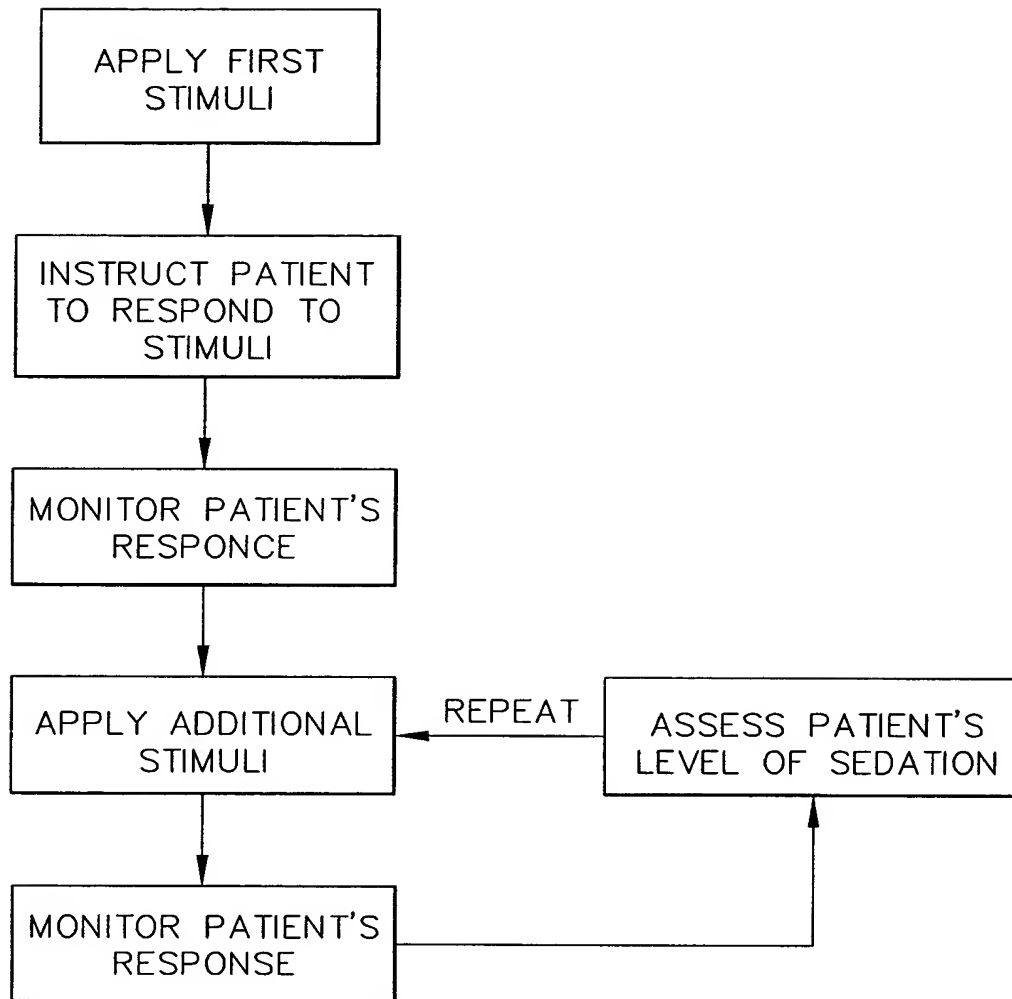 APPLY FIRST
STIMULI
INSTRUCT PATIENT
TO RESPOND TO
STIMULI
MONITOR PATIENT'S
RESPONCE
APPLY ADDITIONAL
STIMULI
REPEAT
ASSESS PATIENT'S
LEVEL OF SEDATION
MONITOR PATIENT'S
RESPONSE